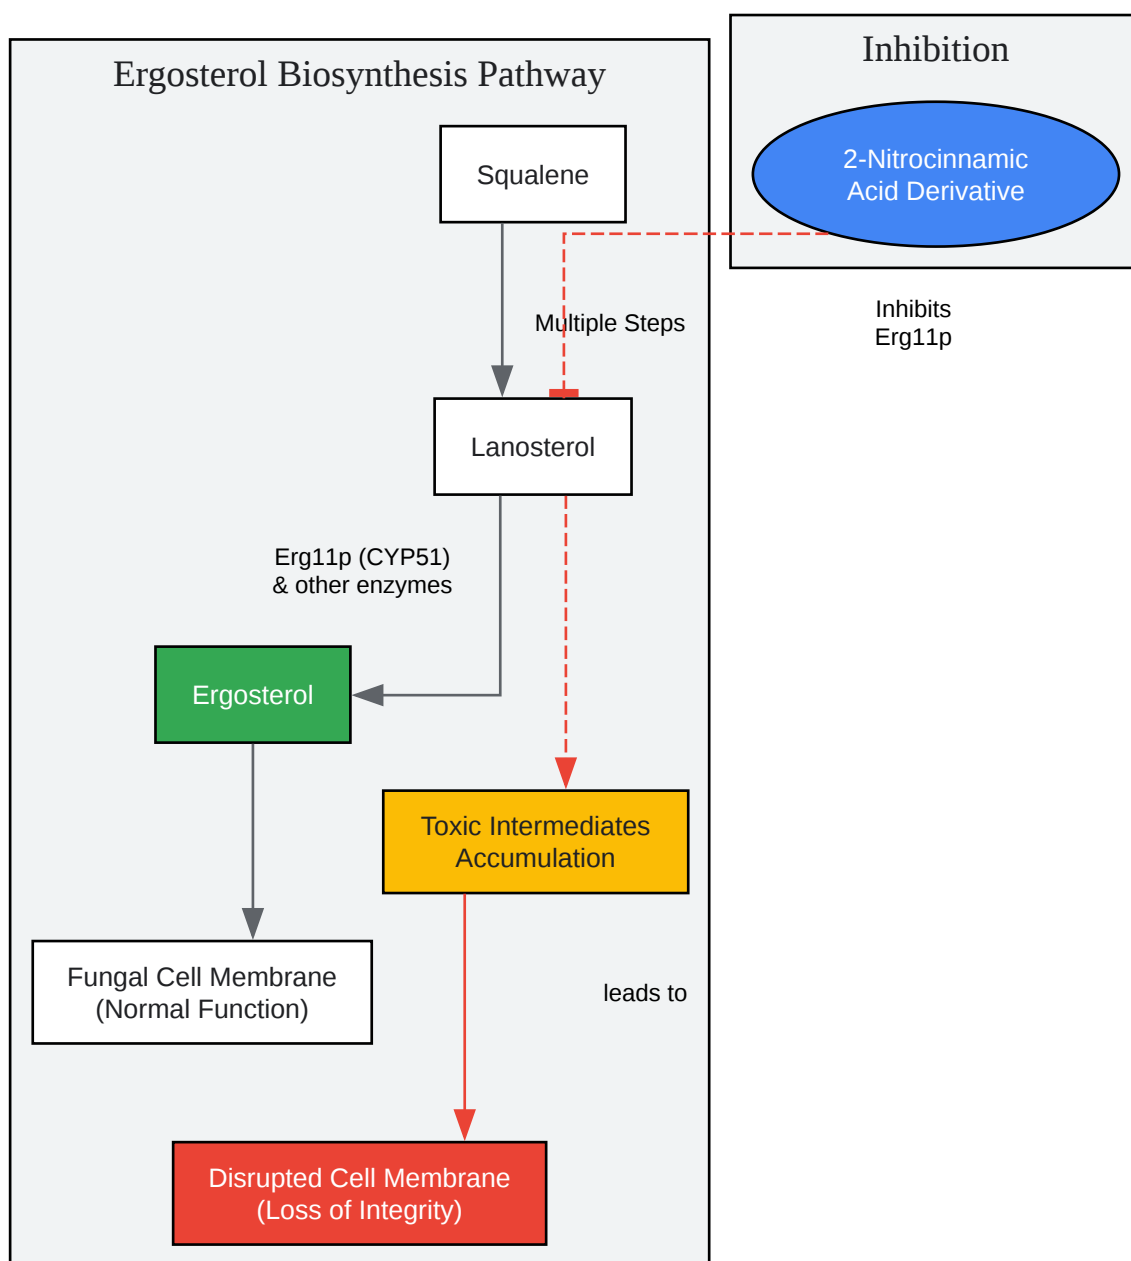 Ergosterol Biosynthesis Pathway
Inhibition
Squalene
2-Nitrocinnamic
Acid Derivative
Multiple Steps
Inhibits
Erg11p
Lanosterol
Erg11p (CYP51)
& other enzymes
Ergosterol
Toxic Intermediates
Accumulation
Fungal Cell Membrane
(Normal Function)
leads to
Disrupted Cell Membrane
(Loss of Integrity)